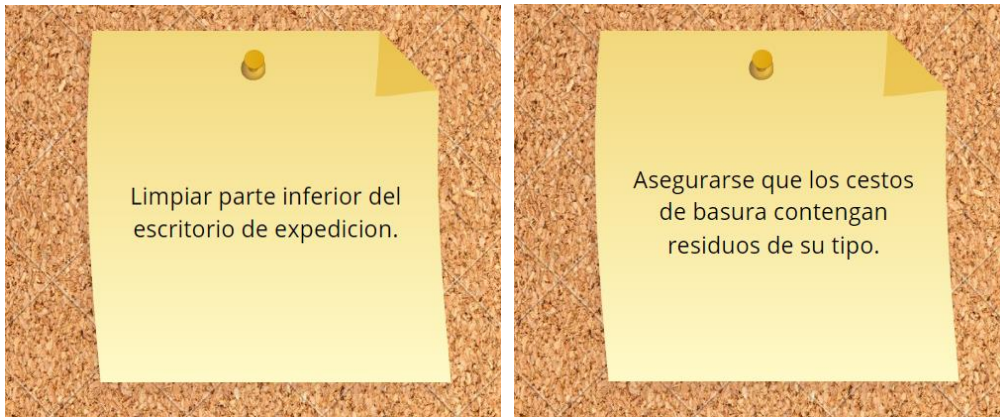 Limpiar parte inferior del
escritorio de expedicion.
Asegurarse que los cestos
de basura contengan
residuos de su tipo.